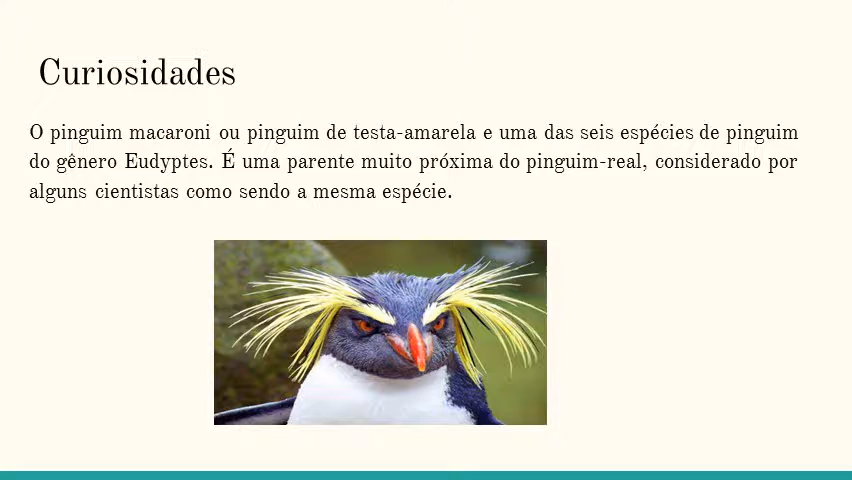 Curiosidades
O pinguim macaroni ou pinguim de testa-amarela e uma das seis espécies de pinguim
do gênero Eudyptes. É uma parente muito próxima do pinguim-real, considerado por
alguns cientistas como sendo a mesma espécie.